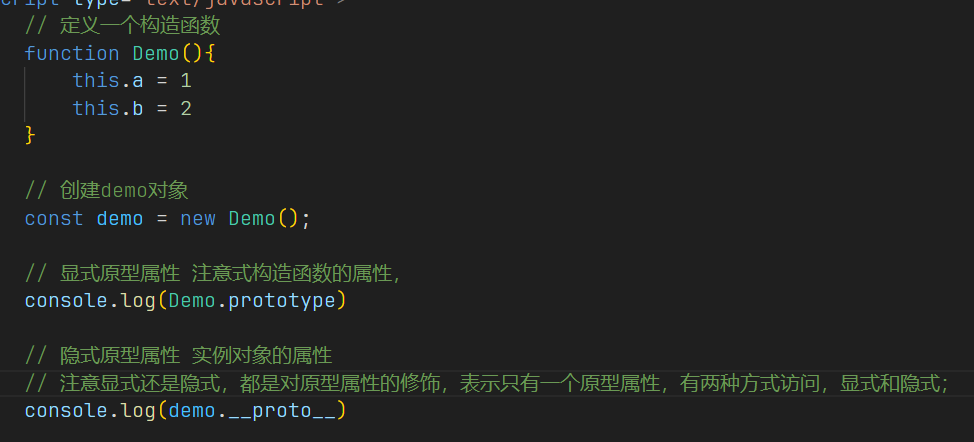 cript type="text/javascript">
// 定义一个构造函数
function Demo(){
this.a = 1
this.b = 2
}
// 创建demo对象
const demo = new Demo();
// 显式原型属性 注意式构造函数的属性,
console.log(Demo.prototype)
// 隐式原型属性 实例对象的属性
// 注意显式还是隐式，都是对原型属性的修饰，表示只有一个原型属性，有两种方式访问，显式和隐式；
console.log(demo.__proto__)